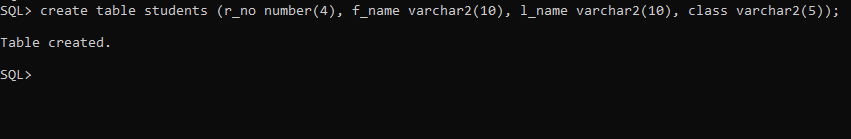 SQL> create table students (r_no number(4), f_name varchar2(10), l_name varchar2(10), class varchar2(5));
Table created.
SQL>